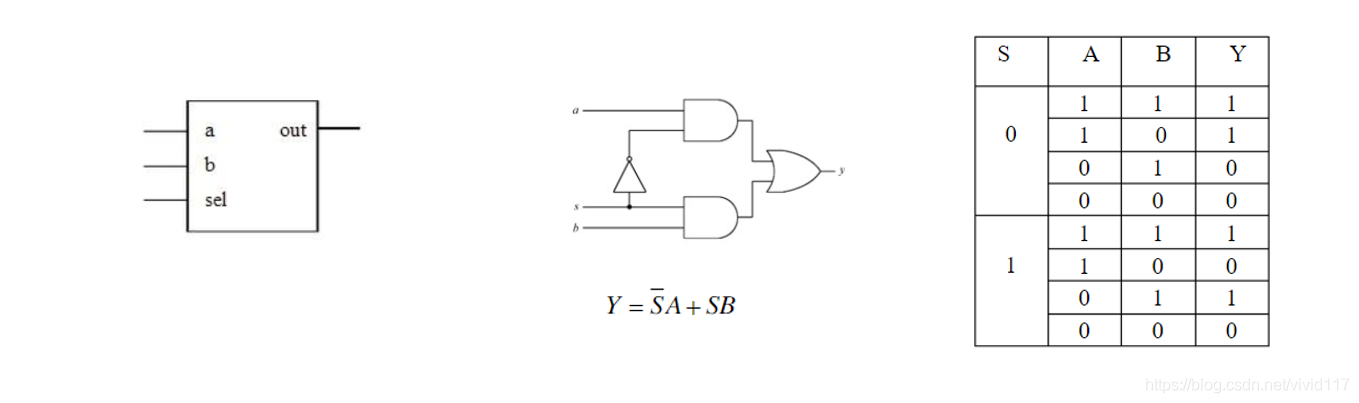 a out
b
sel
a
s
b
y
Y = S̅A + SB
S A B Y
0
1 1 1
1 0 1
0 1 0
0 0 0
1
1 1 1
1 0 0
0 1 1
0 0 0
https://blog.csdn.net/vivid117